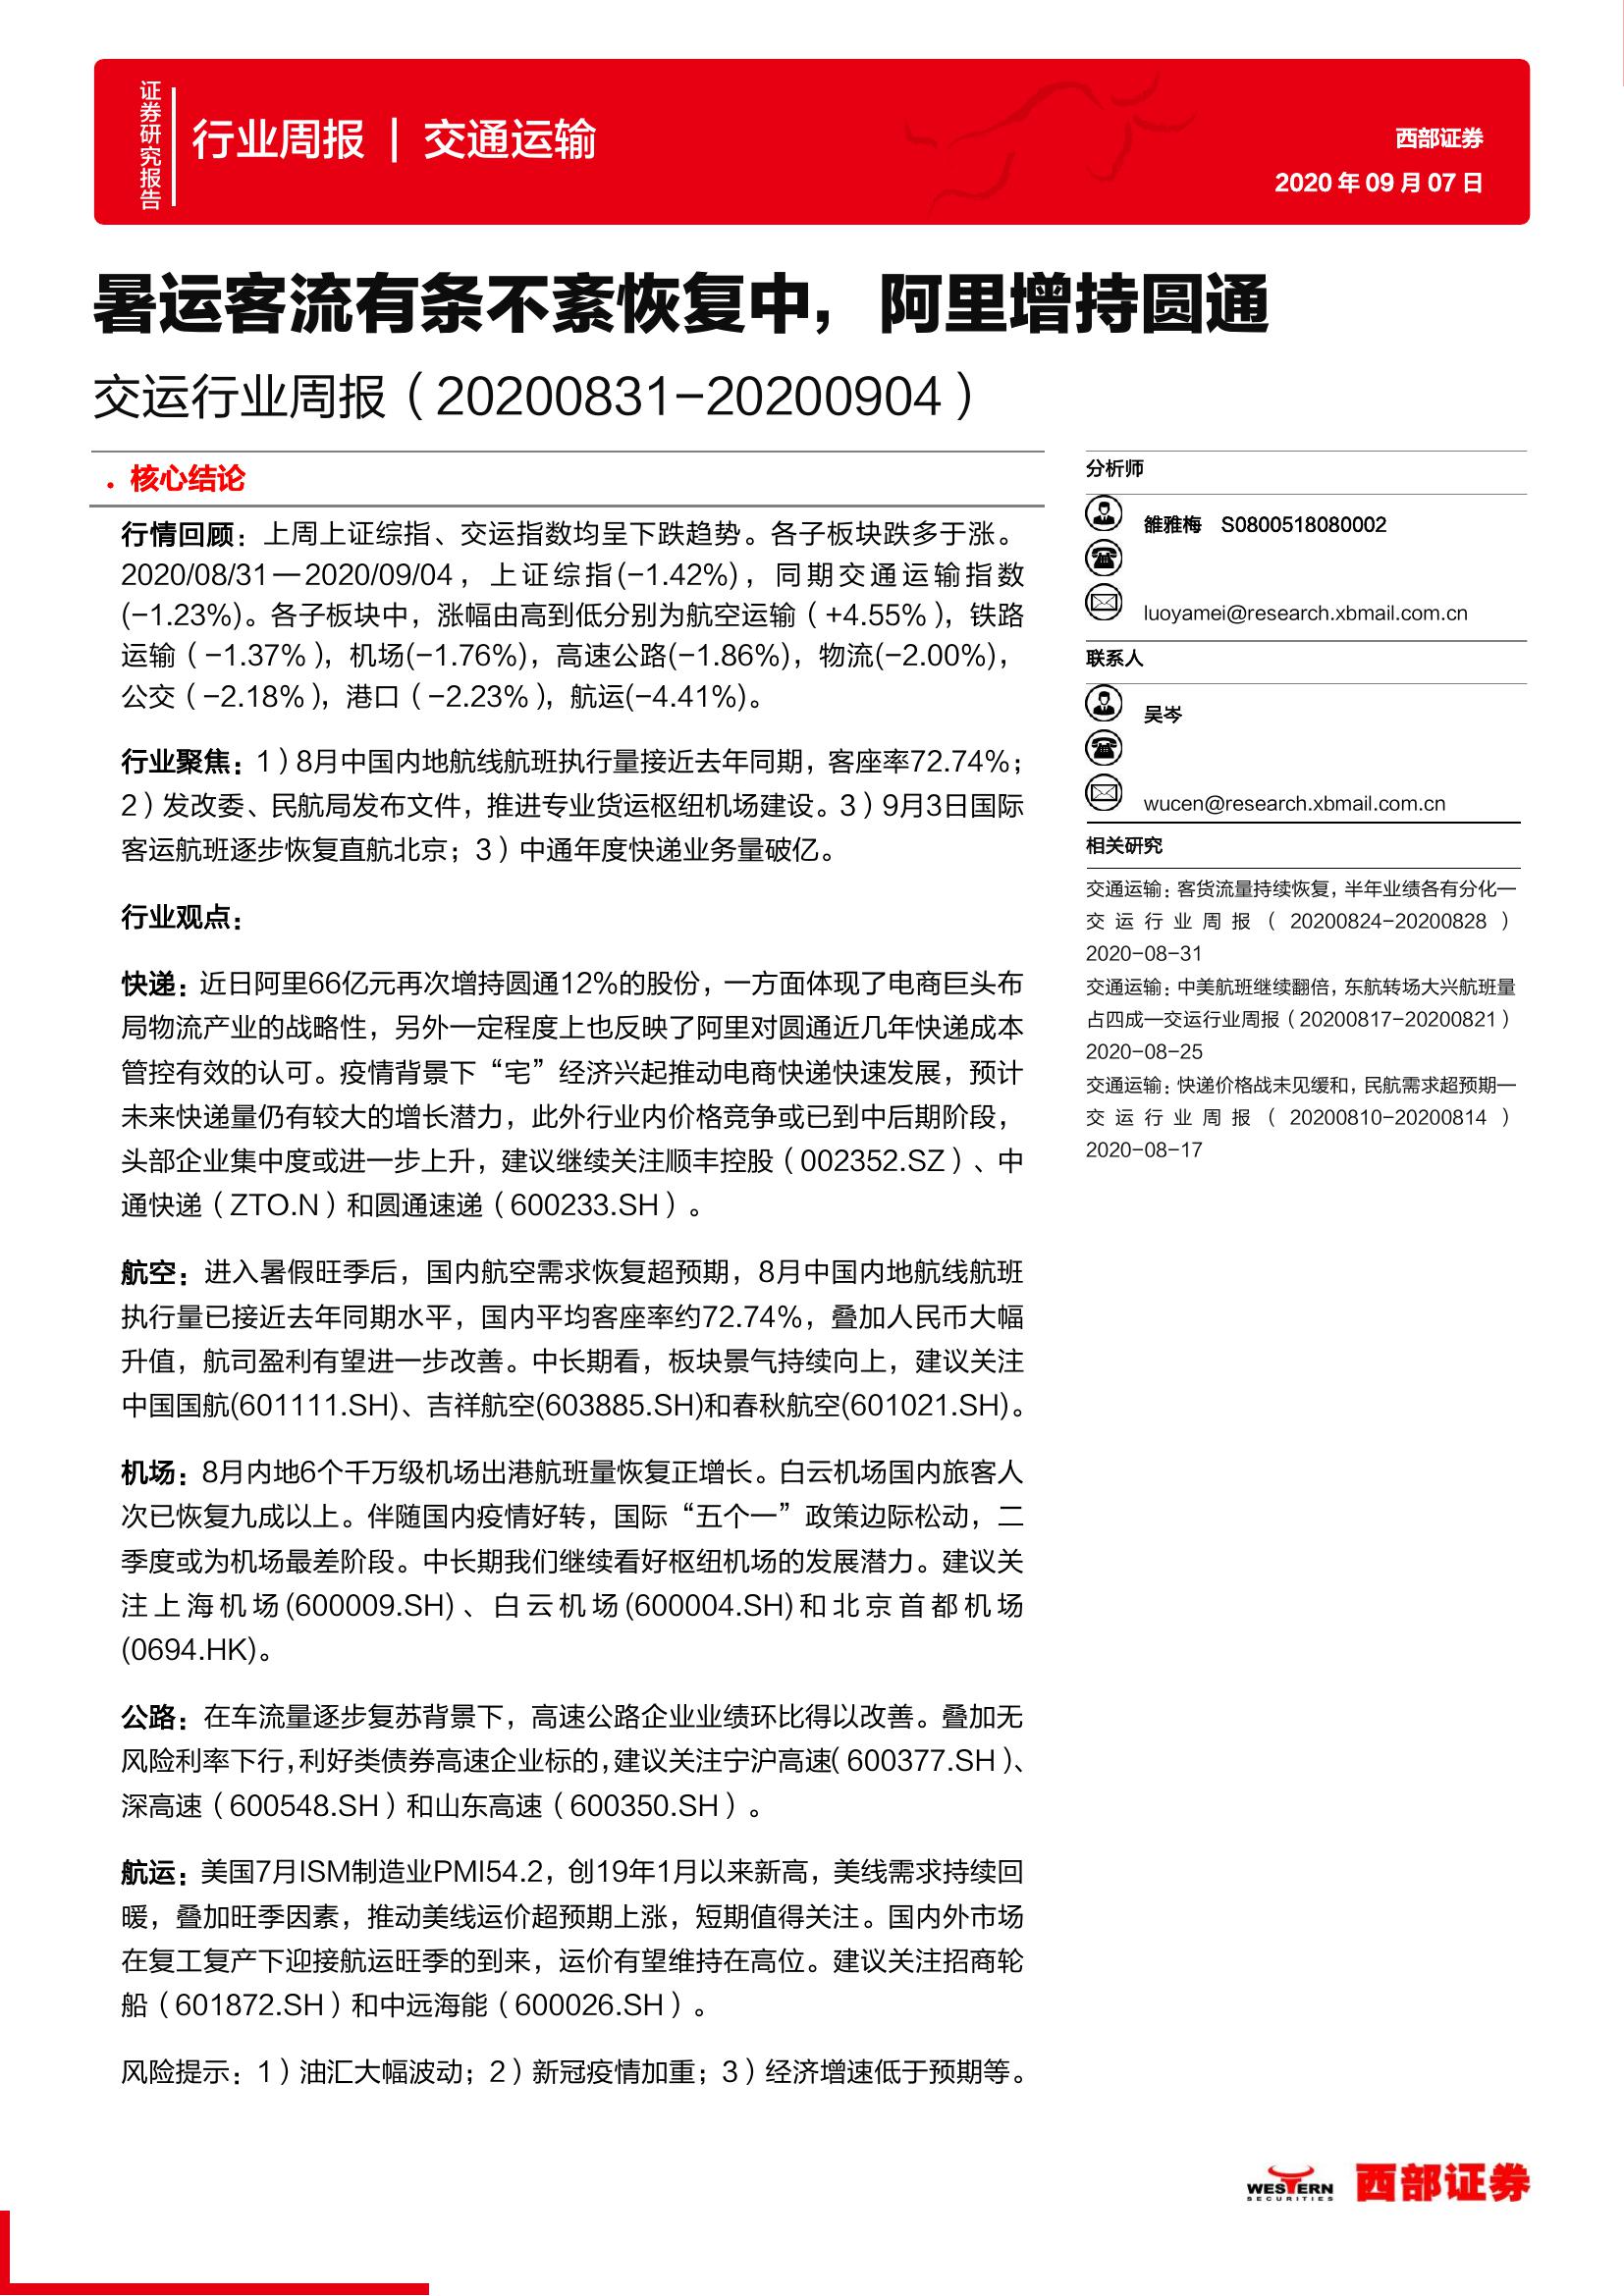 证券研究报告
行业周报 | 交通运输
西部证券
2020 年 09 月 07 日
暑运客流有条不紊恢复中，阿里增持圆通
交运行业周报（20200831-20200904）
• 核心结论
行情回顾：上周上证综指、交运指数均呈下跌趋势。各子板块跌多于涨。
2020/08/31—2020/09/04，上证综指(-1.42%)，同期交通运输指数
(-1.23%)。各子板块中，涨幅由高到低分别为航空运输（+4.55%），铁路
运输（-1.37%），机场(-1.76%)，高速公路(-1.86%)，物流(-2.00%)，
公交（-2.18%），港口（-2.23%），航运(-4.41%)。
行业聚焦：1）8月中国内地航线航班执行量接近去年同期，客座率72.74%；
2）发改委、民航局发布文件，推进专业货运枢纽机场建设。3）9月3日国际
客运航班逐步恢复直航北京；3）中通年度快递业务量破亿。
行业观点：
快递：近日阿里66亿元再次增持圆通12%的股份，一方面体现了电商巨头布
局物流产业的战略性，另外一定程度上也反映了阿里对圆通近几年快递成本
管控有效的认可。疫情背景下“宅”经济兴起推动电商快递快速发展，预计
未来快递量仍有较大的增长潜力，此外行业内价格竞争或已到中后期阶段，
头部企业集中度或进一步上升，建议继续关注顺丰控股（002352.SZ）、中
通快递（ZTO.N）和圆通速递（600233.SH）。
航空：进入暑假旺季后，国内航空需求恢复超预期，8月中国内地航线航班
执行量已接近去年同期水平，国内平均客座率约72.74%，叠加人民币大幅
升值，航司盈利有望进一步改善。中长期看，板块景气持续向上，建议关注
中国国航(601111.SH)、吉祥航空(603885.SH)和春秋航空(601021.SH)。
机场：8月内地6个千万级机场出港航班量恢复正增长。白云机场国内旅客人
次已恢复九成以上。伴随国内疫情好转，国际“五个一”政策边际松动，二
季度或为机场最差阶段。中长期我们继续看好枢纽机场的发展潜力。建议关
注上海机场(600009.SH)、白云机场(600004.SH)和北京首都机场
(0694.HK)。
公路：在车流量逐步复苏背景下，高速公路企业业绩环比得以改善。叠加无
风险利率下行，利好类债券高速企业标的，建议关注宁沪高速（600377.SH）、
深高速（600548.SH）和山东高速（600350.SH）。
航运：美国7月ISM制造业PMI54.2，创19年1月以来新高，美线需求持续回
暖，叠加旺季因素，推动美线运价超预期上涨，短期值得关注。国内外市场
在复工复产下迎接航运旺季的到来，运价有望维持在高位。建议关注招商轮
船（601872.SH）和中远海能（600026.SH）。
风险提示：1）油汇大幅波动；2）新冠疫情加重；3）经济增速低于预期等。
分析师
雒雅梅 S0800518080002
luoyamei@research.xbmail.com.cn
联系人
吴岑
wucen@research.xbmail.com.cn
相关研究
交通运输：客货流量持续恢复，半年业绩各有分化—
交运行业周报（20200824-20200828）
2020-08-31
交通运输：中美航班继续翻倍，东航转场大兴航班量
占四成—交运行业周报（20200817-20200821）
2020-08-25
交通运输：快递价格战未见缓和，民航需求超预期—
交运行业周报（20200810-20200814）
2020-08-17
WESTERN
SECURITIES
西部证券